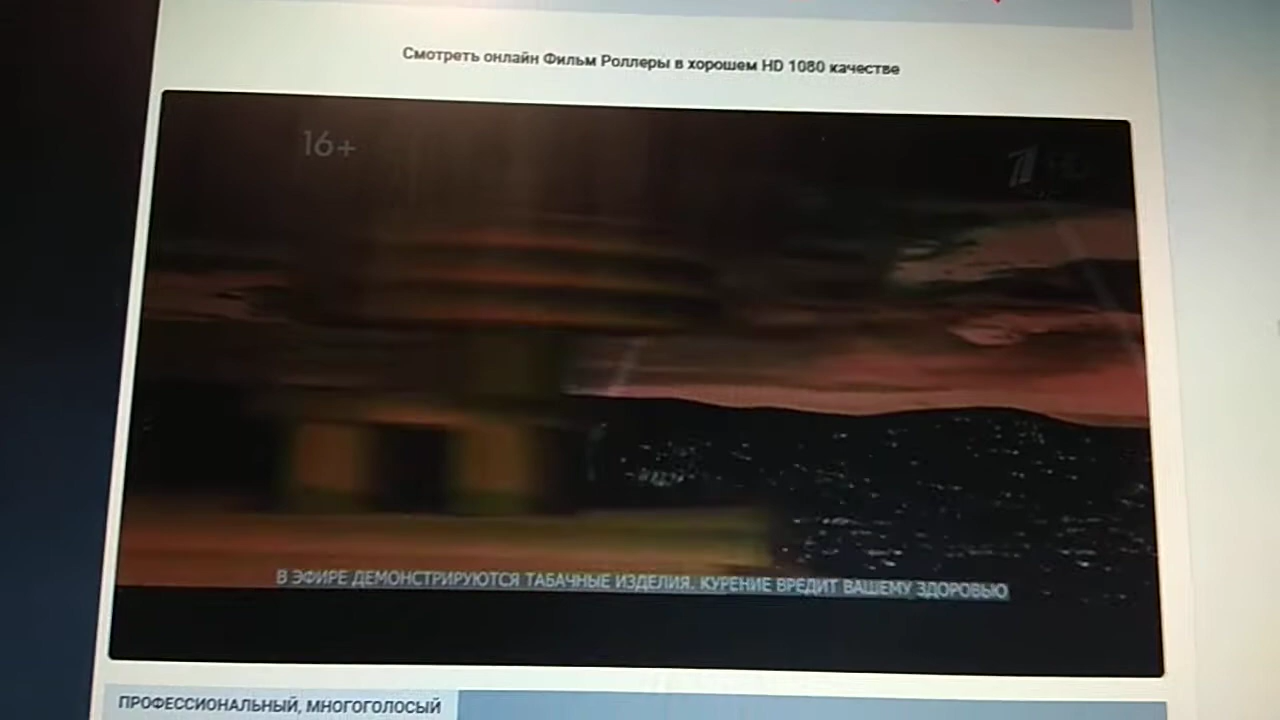 Смотреть онлайн Фильм Роллеры в хорошем HD 1080 качестве
16+
В ЭФИРЕ ДЕМОНСТРИРУЮТСЯ ТАБАЧНЫЕ ИЗДЕЛИЯ. КУРЕНИЕ ВРЕДИТ ВАШЕМУ ЗДОРОВЬЮ
ПРОФЕССИОНАЛЬНЫЙ, МНОГОГОЛОСЫЙ